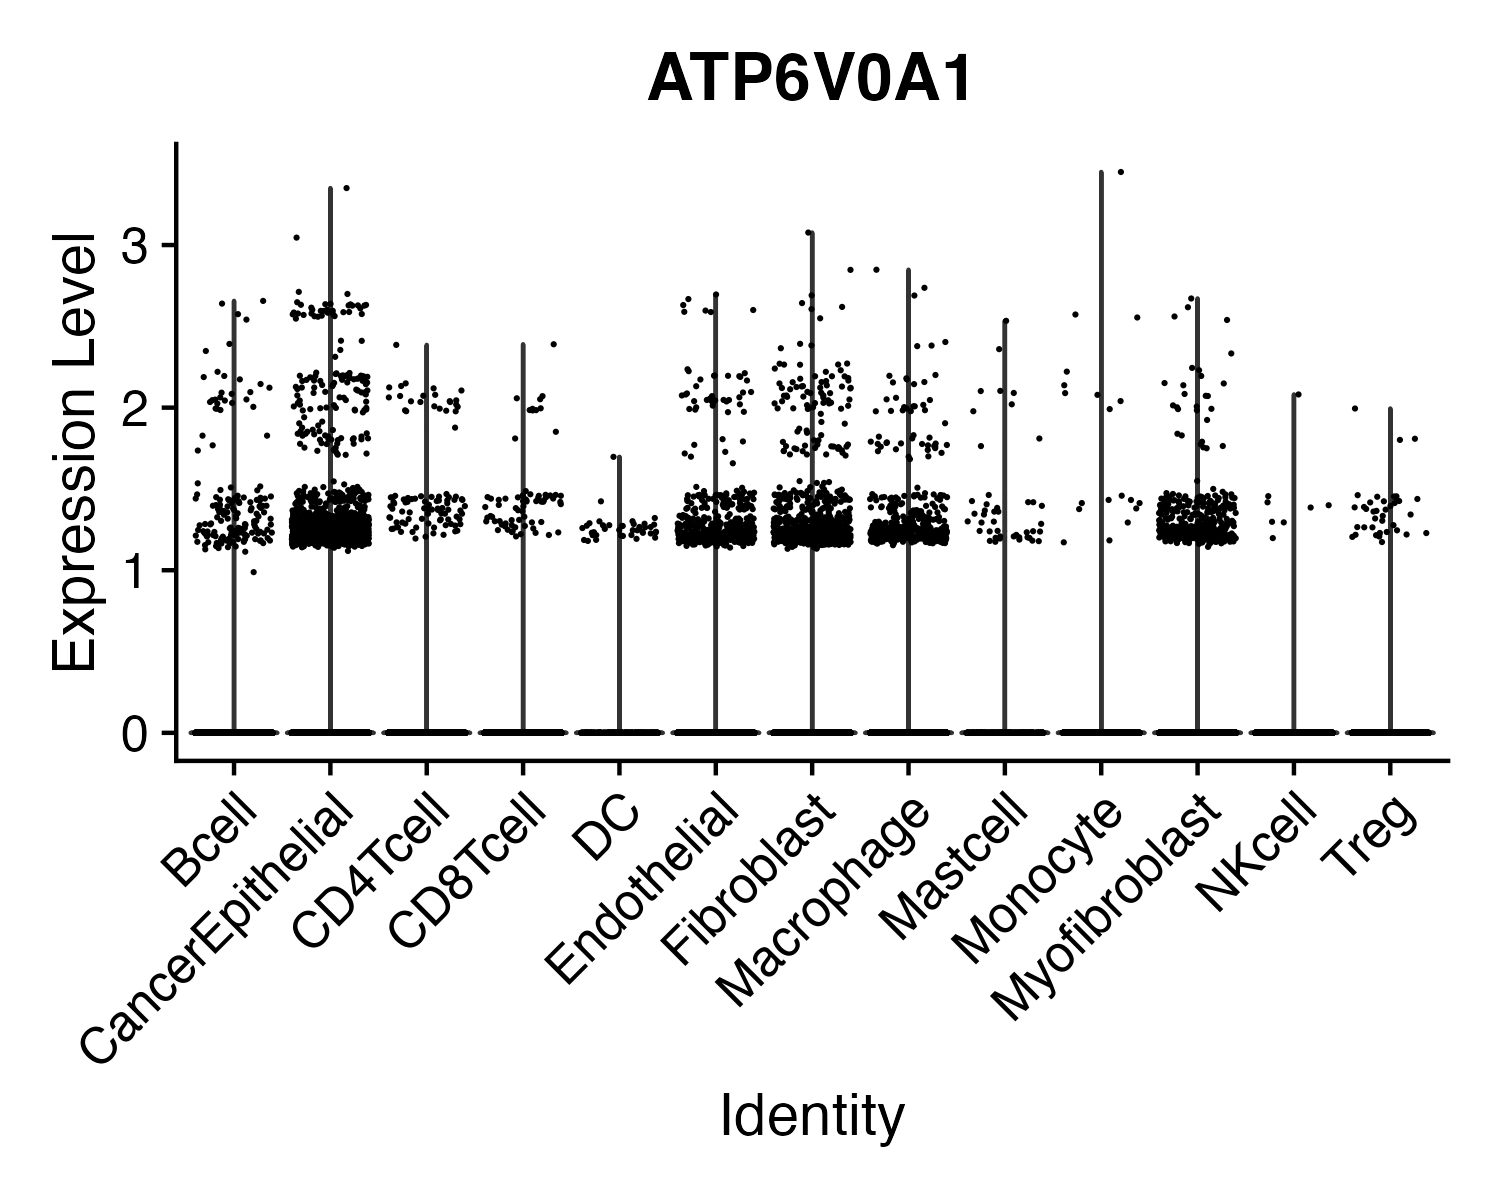 ATP6V0A1
Expression Level
3
2
1
0
Bcell
CancerEpithelial
CD4Tcell
CD8Tcell
DC
Endothelial
Fibroblast
Macrophage
Mastcell
Monocyte
Myofibroblast
NKcell
Treg
Identity